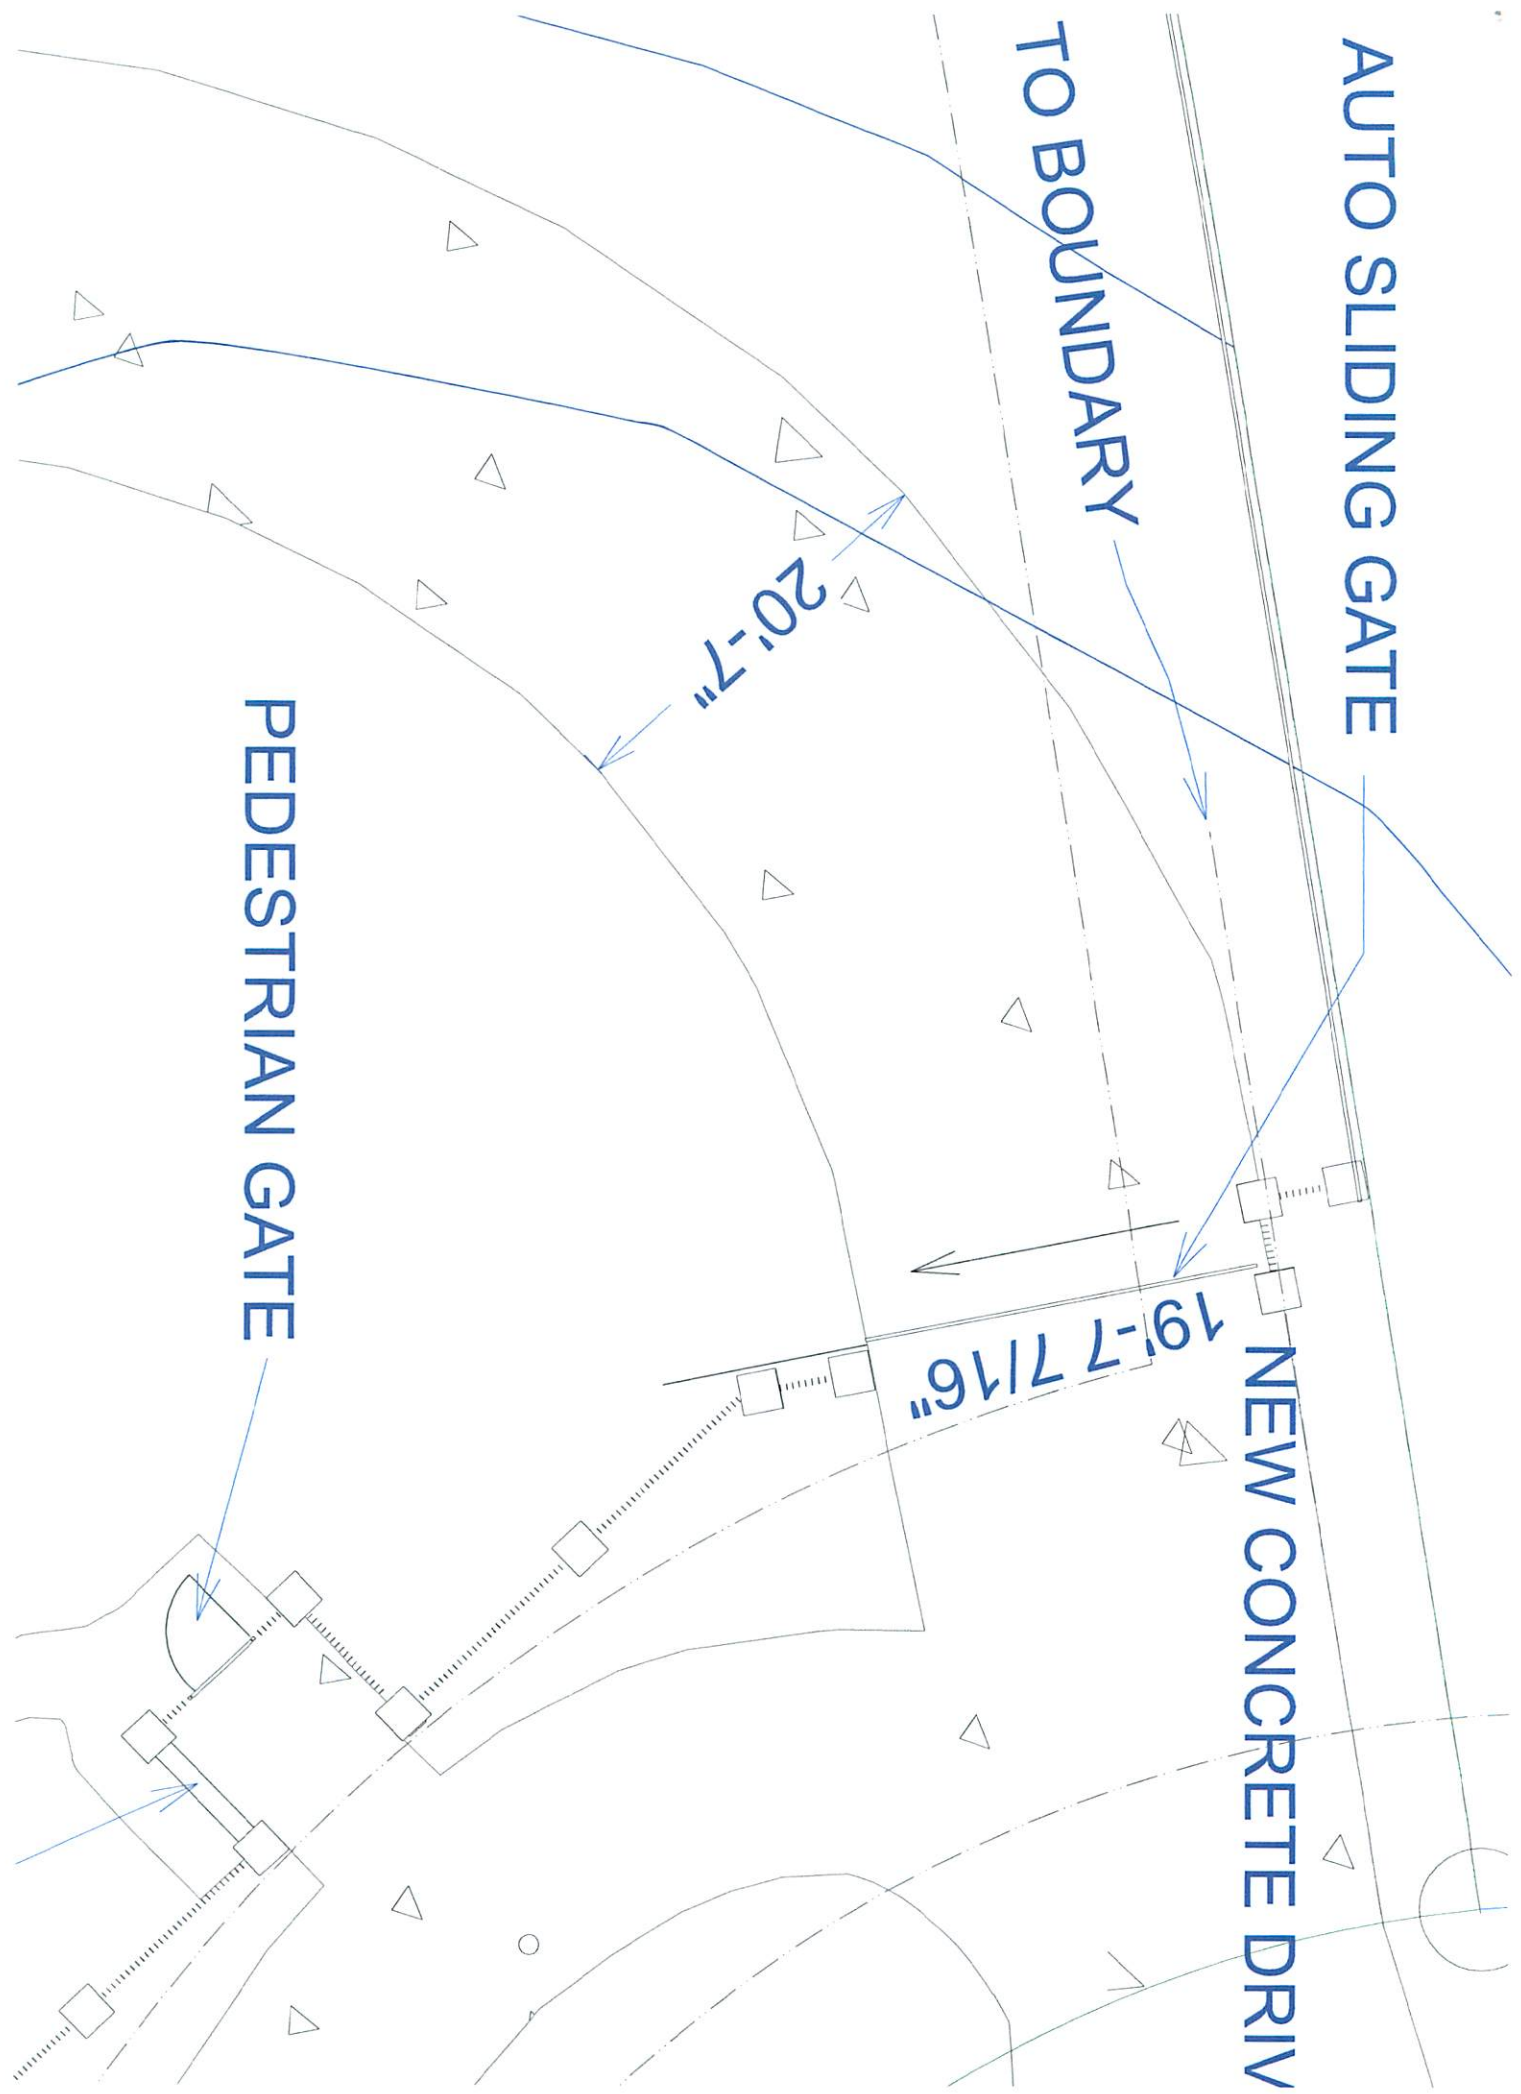 AUTO SLIDING GATE
TO BOUNDARY
20'-7"
PEDESTRIAN GATE
19'-7 7/16"
NEW CONCRETE DRIV